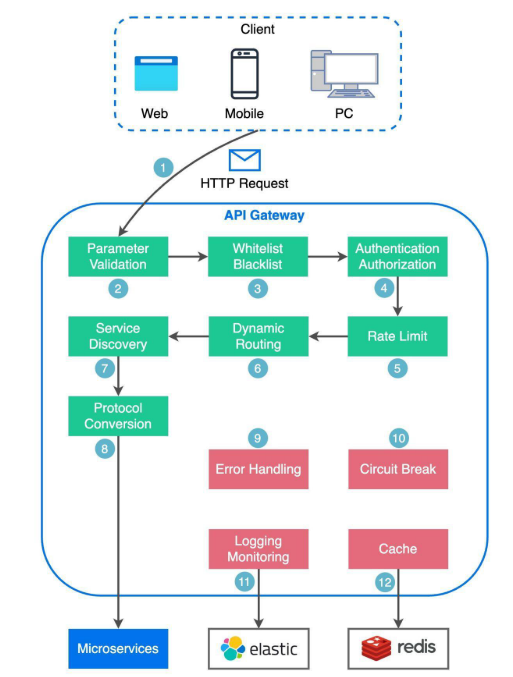 Client
Web
Mobile
PC
1
HTTP Request
API Gateway
Parameter
Validation
2
Whitelist
Blacklist
3
Authentication
Authorization
4
Service
Discovery
7
Dynamic
Routing
6
Rate Limit
5
Protocol
Conversion
8
9
Error Handling
10
Circuit Break
Logging
Monitoring
11
Cache
12
Microservices
elastic
redis